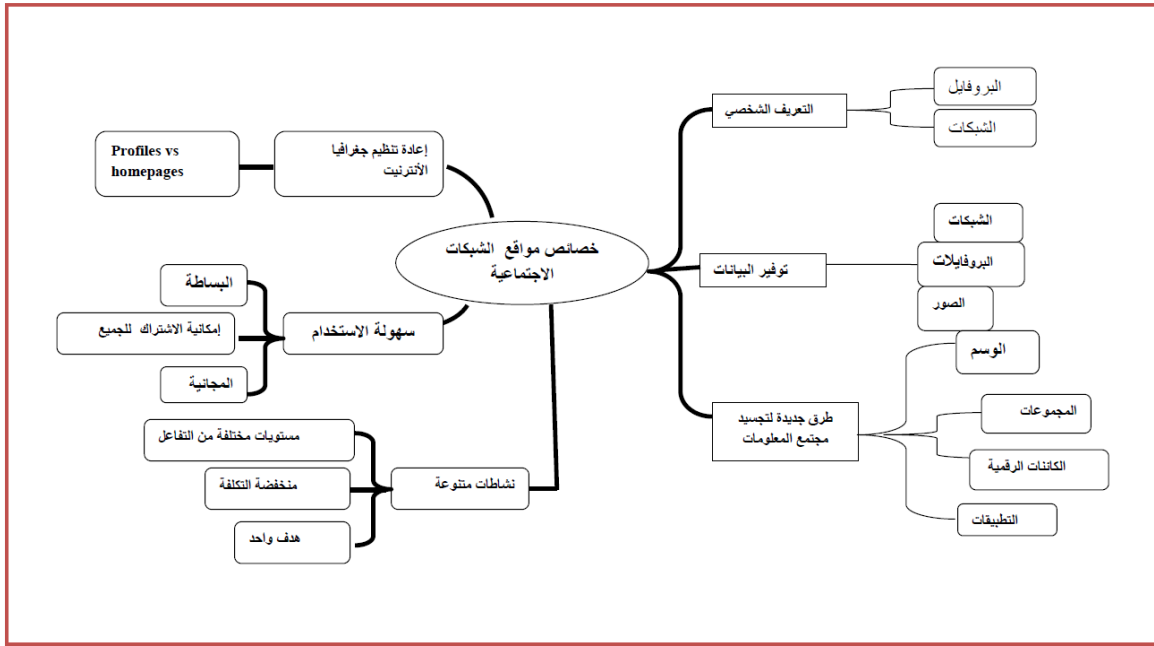 خصائص مواقع الشبكات
الاجتماعية
التعريف الشخصي
البروفايل
الشبكات
توفير البيانات
الشبكات
البروفايلات
الصور
طرق جديدة لتجسيد
مجتمع المعلومات
الوسم
المجموعات
الكائنات الرقمية
التطبيقات
إعادة تنظيم جغرافيا
الأنترنيت
Profiles vs
homepages
سهولة الاستخدام
البساطة
إمكانية الاشتراك للجميع
المجانية
نشاطات متنوعة
مستويات مختلفة من التفاعل
منخفضة التكلفة
هدف واحد